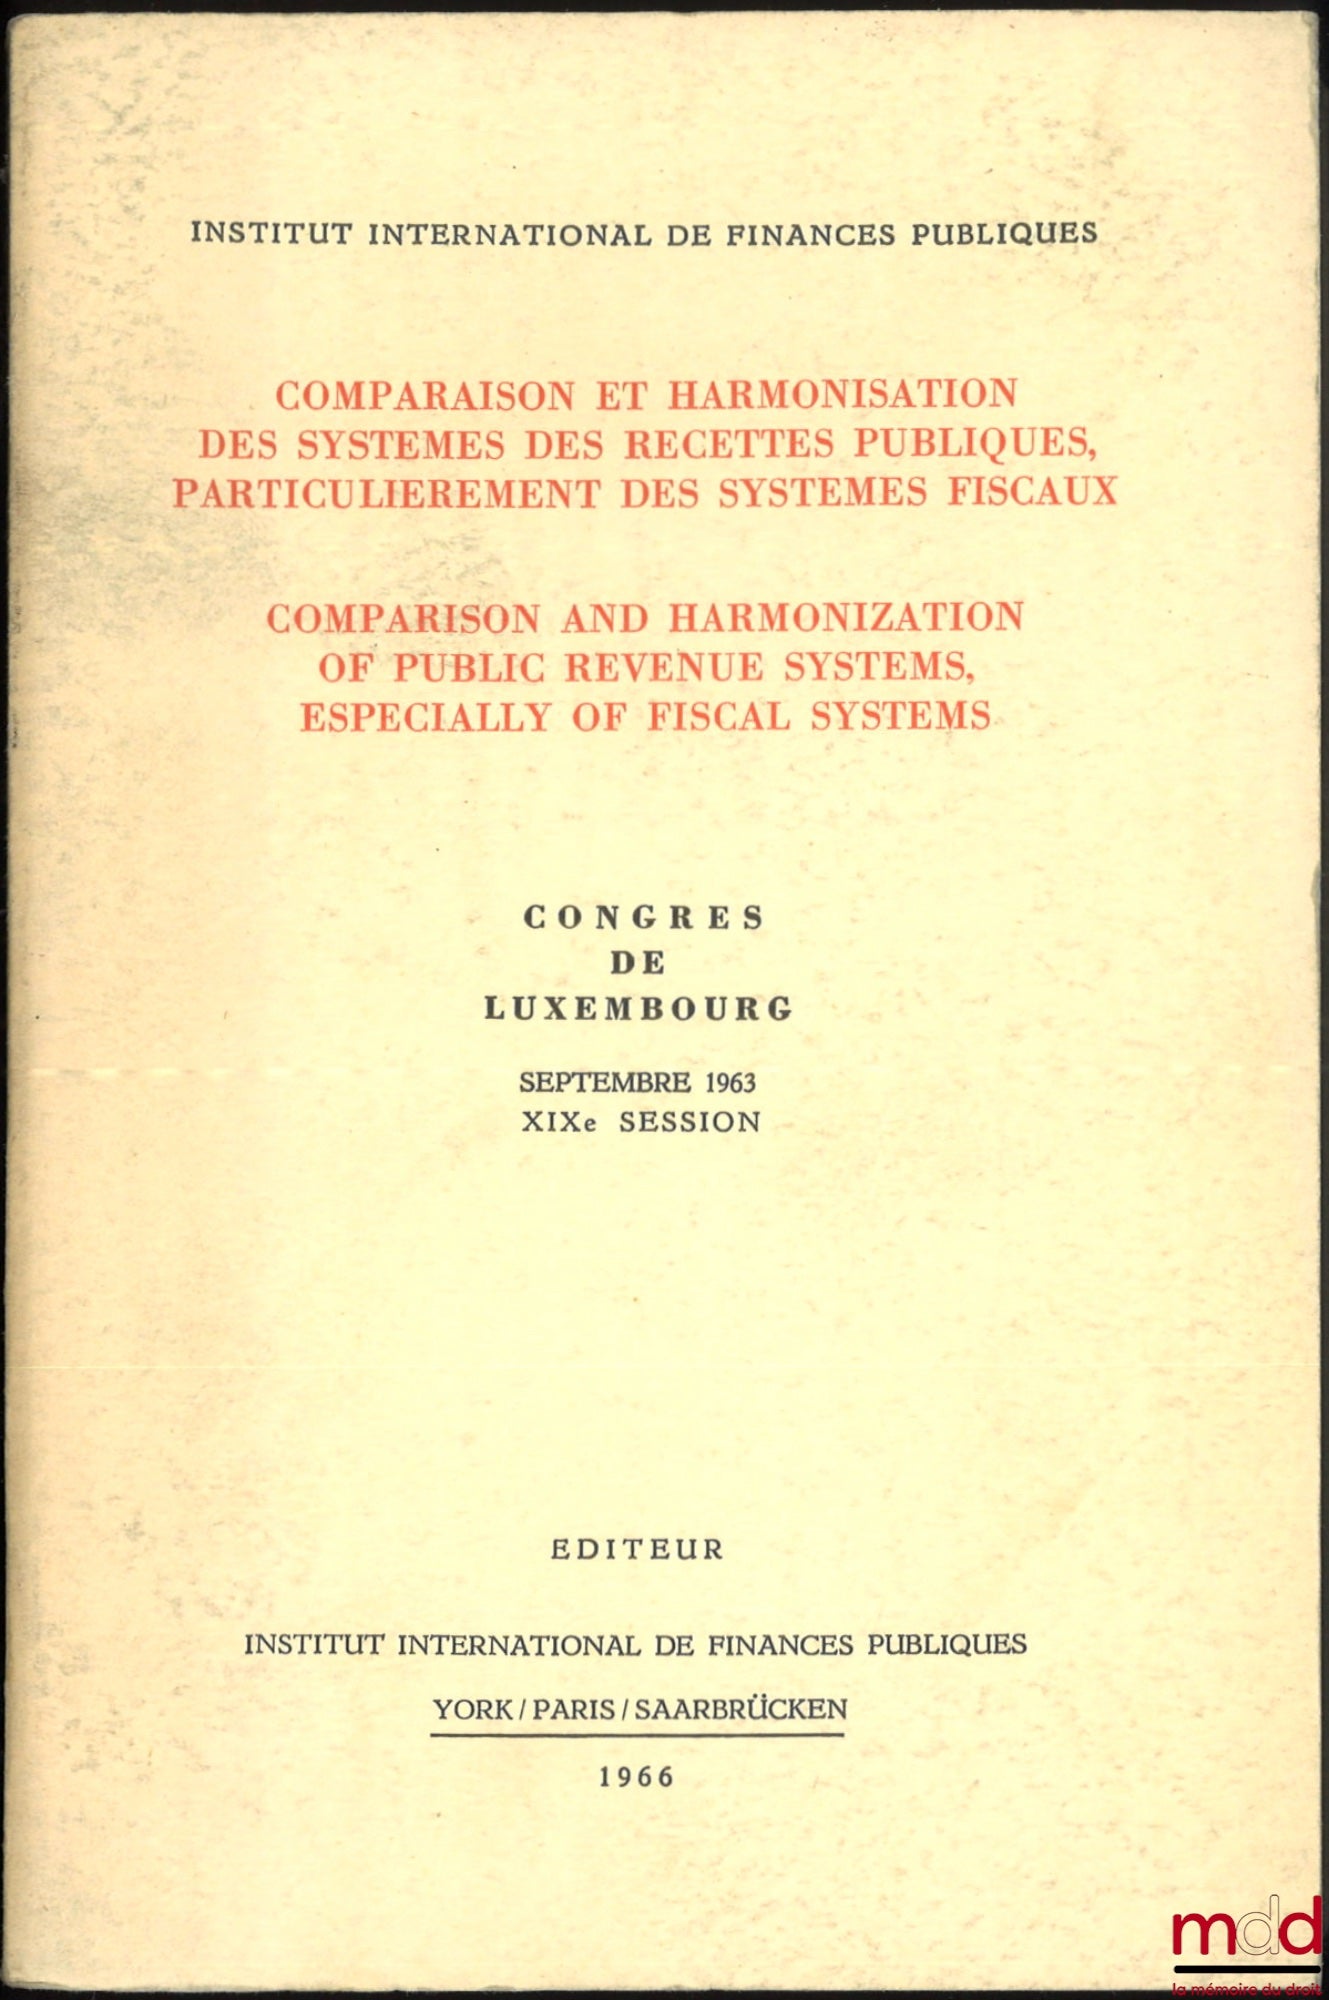 INSTITUT INTERNATIONAL DE FINANCES PUBLIQUES
COMPARAISON ET HARMONISATION
DES SYSTEMES DES RECETTES PUBLIQUES,
PARTICULIEREMENT DES SYSTEMES FISCAUX
COMPARISON AND HARMONIZATION
OF PUBLIC REVENUE SYSTEMS,
ESPECIALLY OF FISCAL SYSTEMS
CONGRES
DE
LUXEMBOURG
SEPTEMBRE 1963
XIXe SESSION
EDITEUR
INSTITUT INTERNATIONAL DE FINANCES PUBLIQUES
YORK / PARIS / SAARBRÜCKEN
1966
mdd
la mémoire du droit